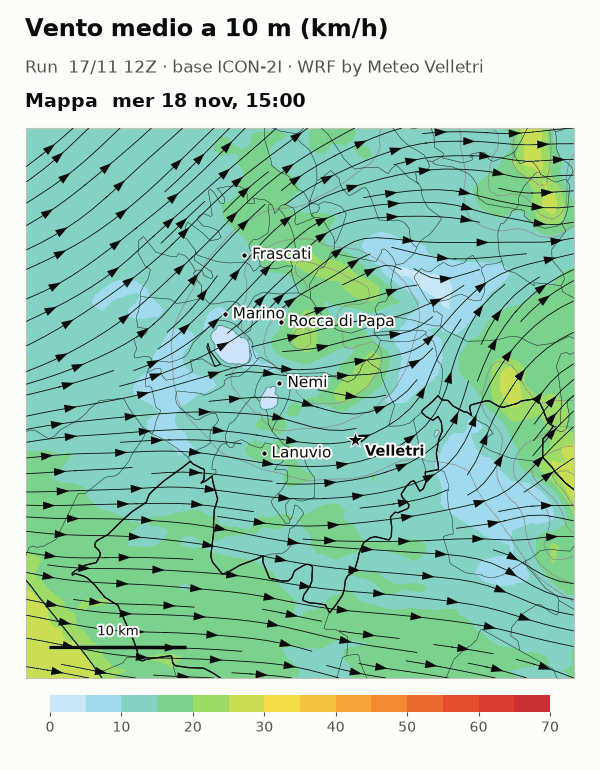 Vento medio a 10 m (km/h)
Run  17/11 12Z · base ICON-2I · WRF by Meteo Velletri
Mappa  mer 18 nov, 15:00
Frascati
Marino
Rocca di Papa
Nemi
Velletri
Lanuvio
10 km
0 10 20 30 40 50 60 70